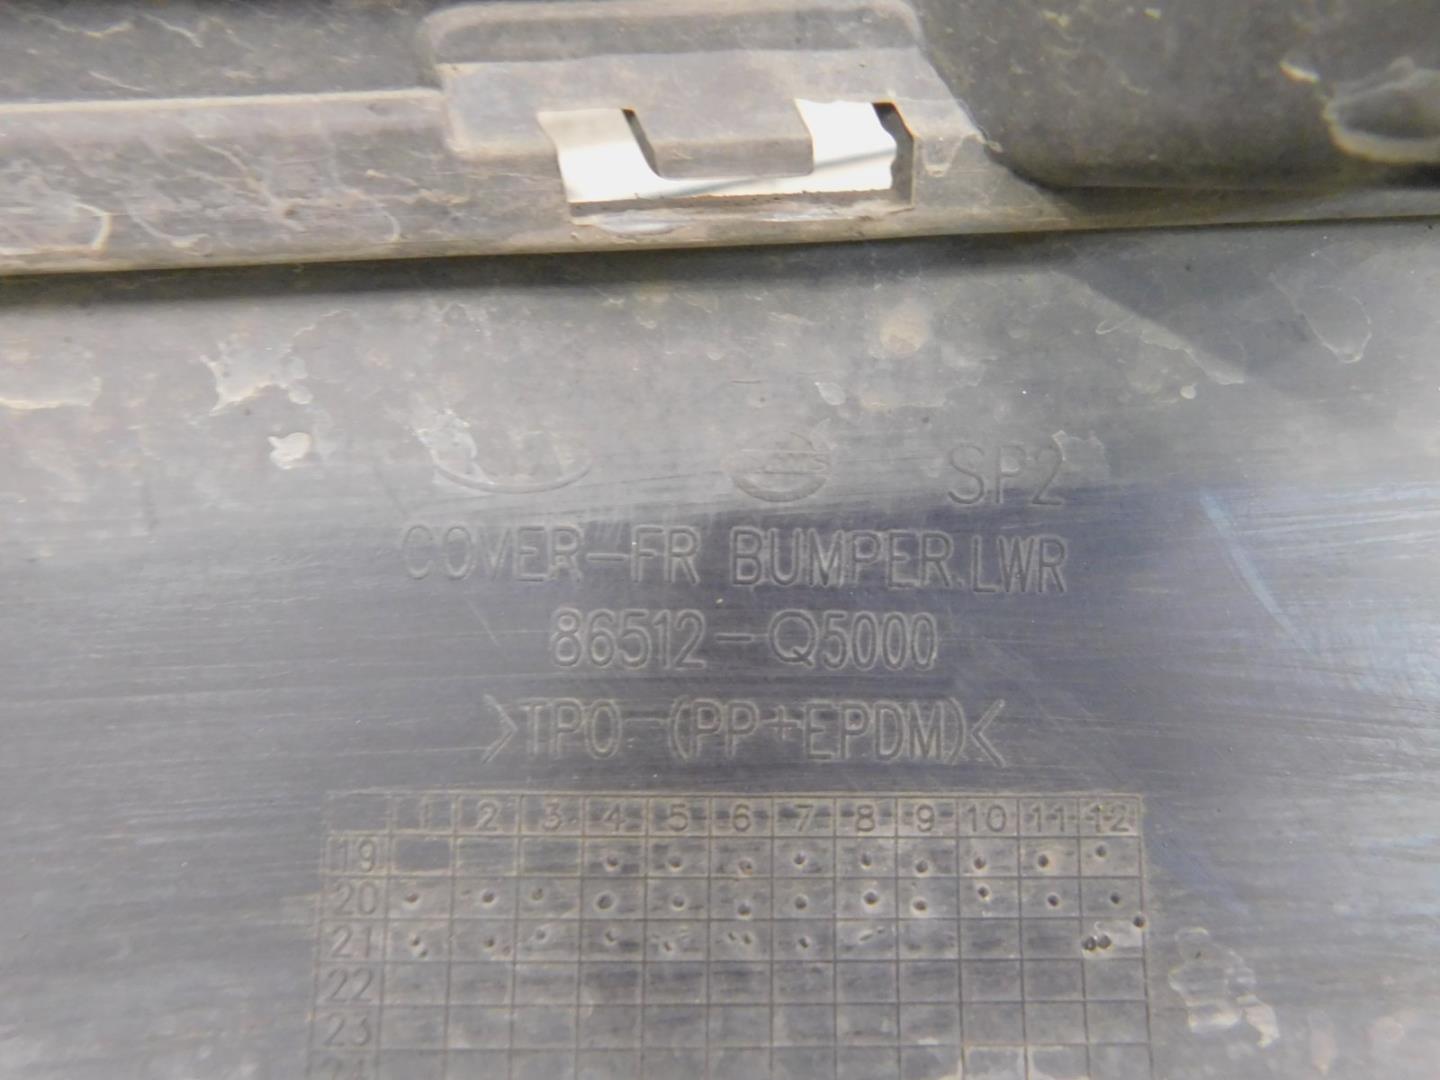 SP2
COVER-FR BUMPER,LWR
86512-Q5000
>TPO-(PP+EPDM)<
1 2 3 4 5 6 7 8 9 10 11 12
19
20
21
22
23